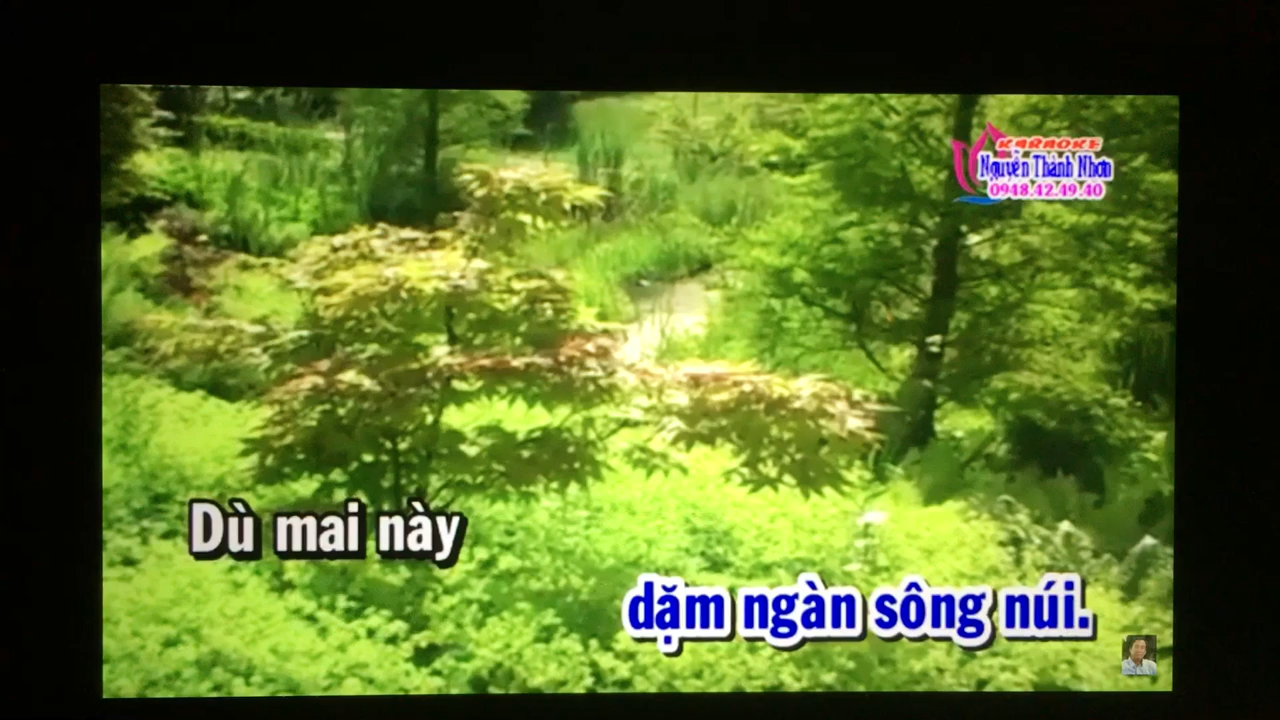 KARAOKE
Nguyễn Thành Nhơn
0948.42.49.40
Dù mai này
dặm ngàn sông núi.